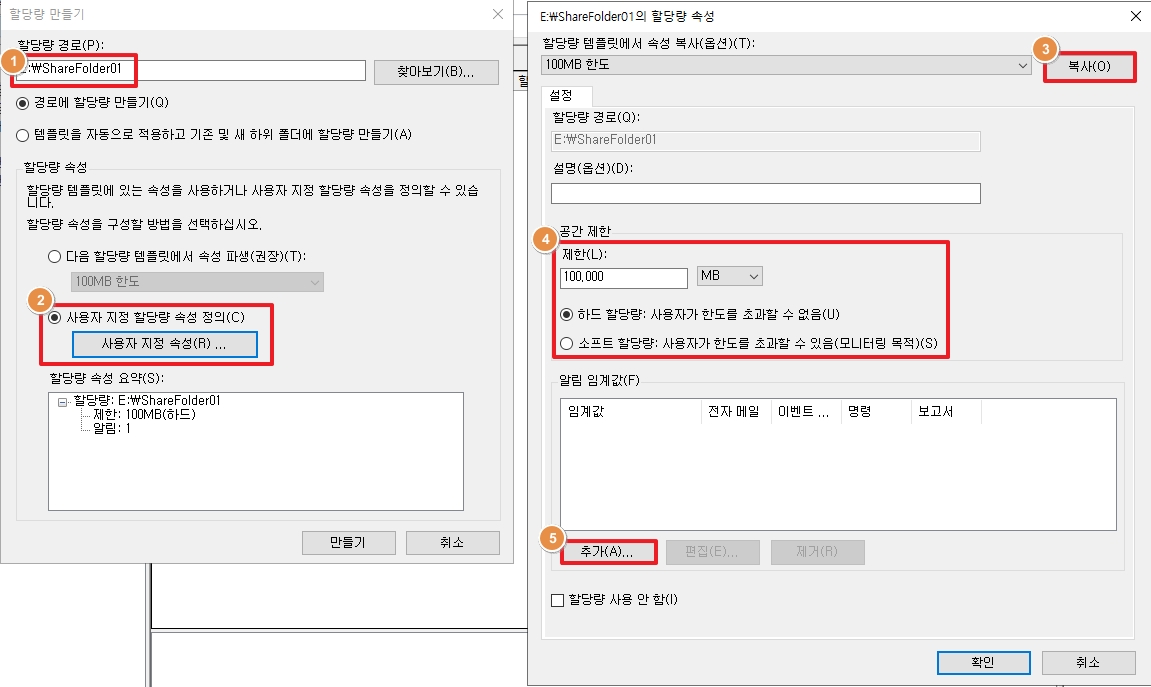 할당량 만들기
할당량 경로(P):
1
E:₩ShareFolder01
찾아보기(B)...
경로에 할당량 만들기(Q)
템플릿을 자동으로 적용하고 기존 및 새 하위 폴더에 할당량 만들기(A)
할당량 속성
할당량 템플릿에 있는 속성을 사용하거나 사용자 지정 할당량 속성을 정의할 수 있습
니다.
할당량 속성을 구성할 방법을 선택하십시오.
다음 할당량 템플릿에서 속성 파생(권장)(T):
100MB 한도
2
사용자 지정 할당량 속성 정의(C)
사용자 지정 속성(R) ...
할당량 속성 요약(S):
할당량: E:₩ShareFolder01
제한: 100MB(하드)
알림: 1
만들기
취소
할
E:₩ShareFolder01의 할당량 속성
할당량 템플릿에서 속성 복사(옵션)(T):
100MB 한도
3
복사(O)
설정
할당량 경로(Q):
E:₩ShareFolder01
설명(옵션)(D):
공간 제한
4
제한(L):
100,000
MB
하드 할당량: 사용자가 한도를 초과할 수 없음(U)
소프트 할당량: 사용자가 한도를 초과할 수 있음(모니터링 목적)(S)
알림 임계값(F)
임계값 전자 메일 이벤트 ... 명령 보고서
5
추가(A)...
편집(E)...
제거(R)
할당량 사용 안 함(I)
확인
취소